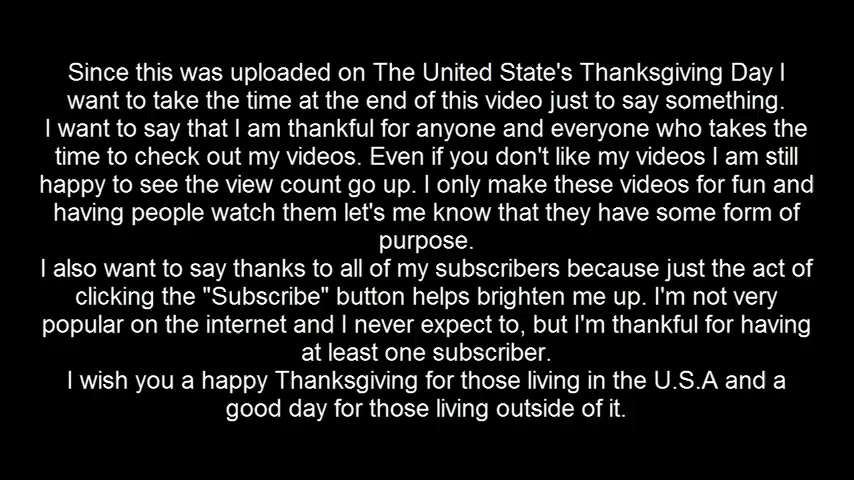 Since this was uploaded on The United State's Thanksgiving Day I
want to take the time at the end of this video just to say something.
I want to say that I am thankful for anyone and everyone who takes the
time to check out my videos. Even if you don't like my videos I am still
happy to see the view count go up. I only make these videos for fun and
having people watch them let's me know that they have some form of
purpose.
I also want to say thanks to all of my subscribers because just the act of
clicking the "Subscribe" button helps brighten me up. I'm not very
popular on the internet and I never expect to, but I'm thankful for having
at least one subscriber.
I wish you a happy Thanksgiving for those living in the U.S.A and a
good day for those living outside of it.